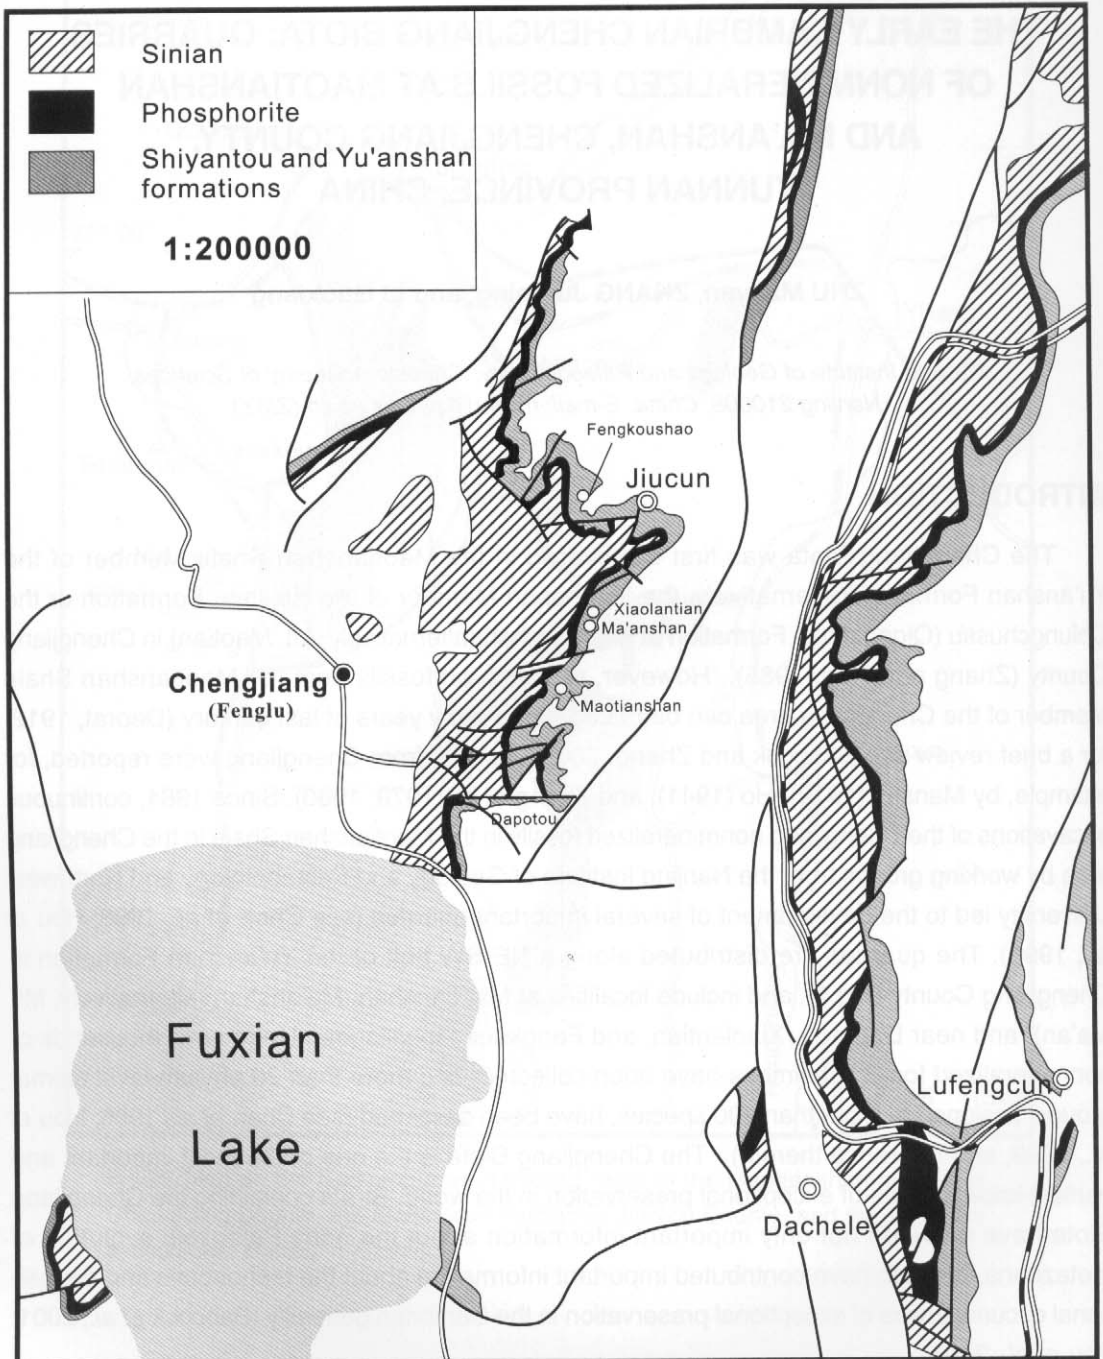 Sinian
Phosphorite
Shiyantou and Yu'anshan
formations
1:200000
Fengkoushao
Jiucun
Xiaolantian
Ma'anshan
Chengjiang
(Fenglu)
Maotianshan
Dapotou
Fuxian
Lake
Lufengcun
Dachele